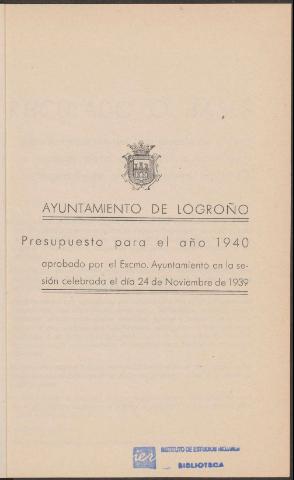 AYUNTAMIENTO DE LOGROÑO
Presupuesto para el año 1940
aprobado por el Excmo. Ayuntamiento en la se-
sión celebrada el día 24 de Noviembre de 1939
ier
INSTITUTO DE ESTUDIOS RIOJANOS
BIBLIOTECA